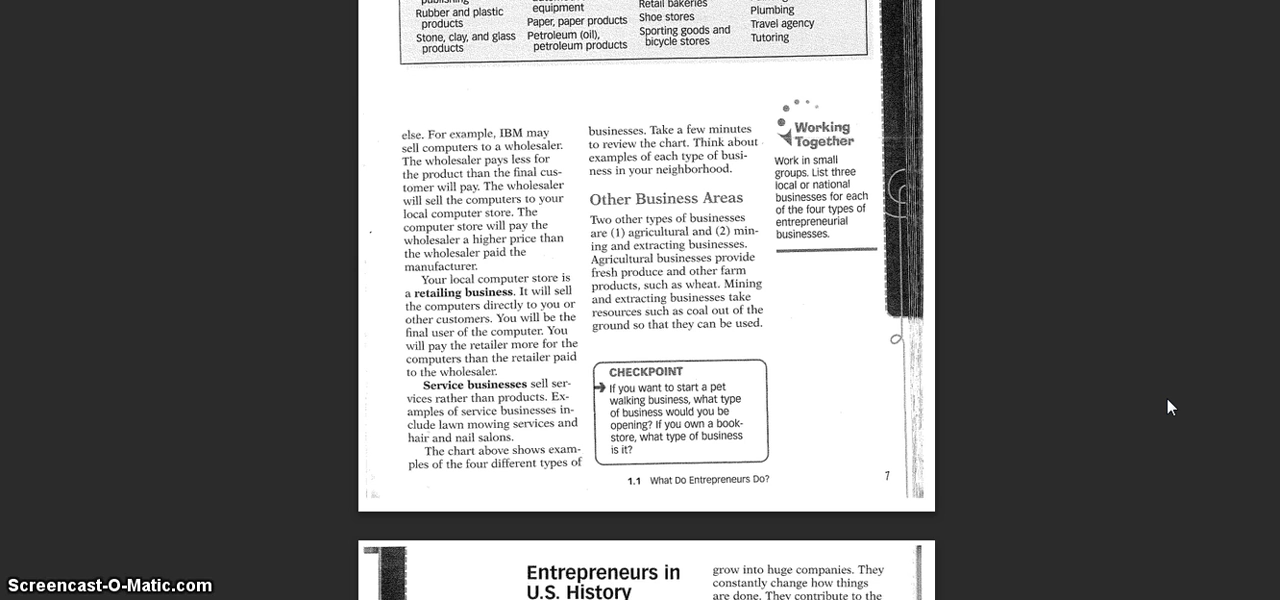 publishing
Rubber and plastic
products
Stone, clay, and glass
products
equipment
Paper, paper products
Petroleum (oil),
petroleum products
Retail bakeries
Shoe stores
Sporting goods and
bicycle stores
Plumbing
Travel agency
Tutoring
else. For example, IBM may
sell computers to a wholesaler.
The wholesaler pays less for
the product than the final cus-
tomer will pay. The wholesaler
will sell the computers to your
local computer store. The
computer store will pay the
wholesaler a higher price than
the wholesaler paid the
manufacturer.
Your local computer store is
a retailing business. It will sell
the computers directly to you or
other customers. You will be the
final user of the computer. You
will pay the retailer more for the
computers than the retailer paid
to the wholesaler.
Service businesses sell ser-
vices rather than products. Ex-
amples of service businesses in-
clude lawn mowing services and
hair and nail salons.
The chart above shows exam-
ples of the four different types of
businesses. Take a few minutes
to review the chart. Think about
examples of each type of busi-
ness in your neighborhood.
Other Business Areas
Two other types of businesses
are (1) agricultural and (2) min-
ing and extracting businesses.
Agricultural businesses provide
fresh produce and other farm
products, such as wheat. Mining
and extracting businesses take
resources such as coal out of the
ground so that they can be used.
CHECKPOINT
If you want to start a pet
walking business, what type
of business would you be
opening? If you own a book-
store, what type of business
is it?
Working
Together
Work in small
groups. List three
local or national
businesses for each
of the four types of
entrepreneurial
businesses.
1.1 What Do Entrepreneurs Do?
7
Entrepreneurs in
U.S. History
grow into huge companies. They
constantly change how things
are done. They contribute to the
Screencast-O-Matic.com